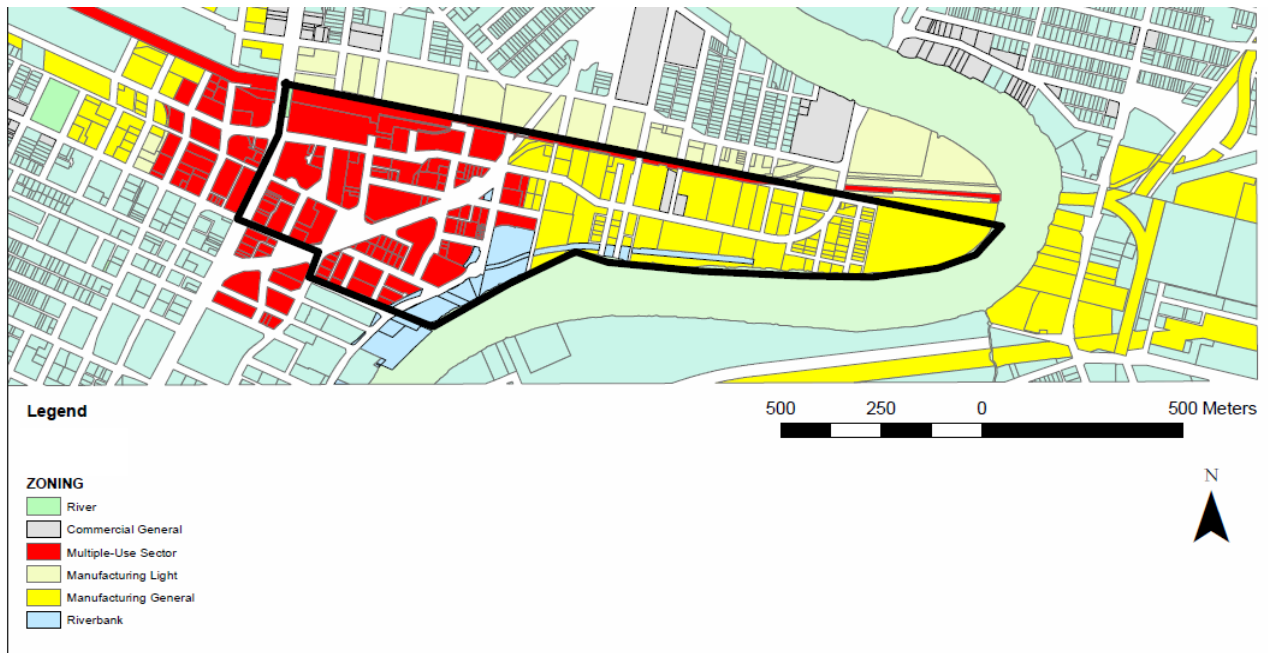 Legend
500 250 0 500 Meters
ZONING
N
River
Commercial General
Multiple-Use Sector
Manufacturing Light
Manufacturing General
Riverbank